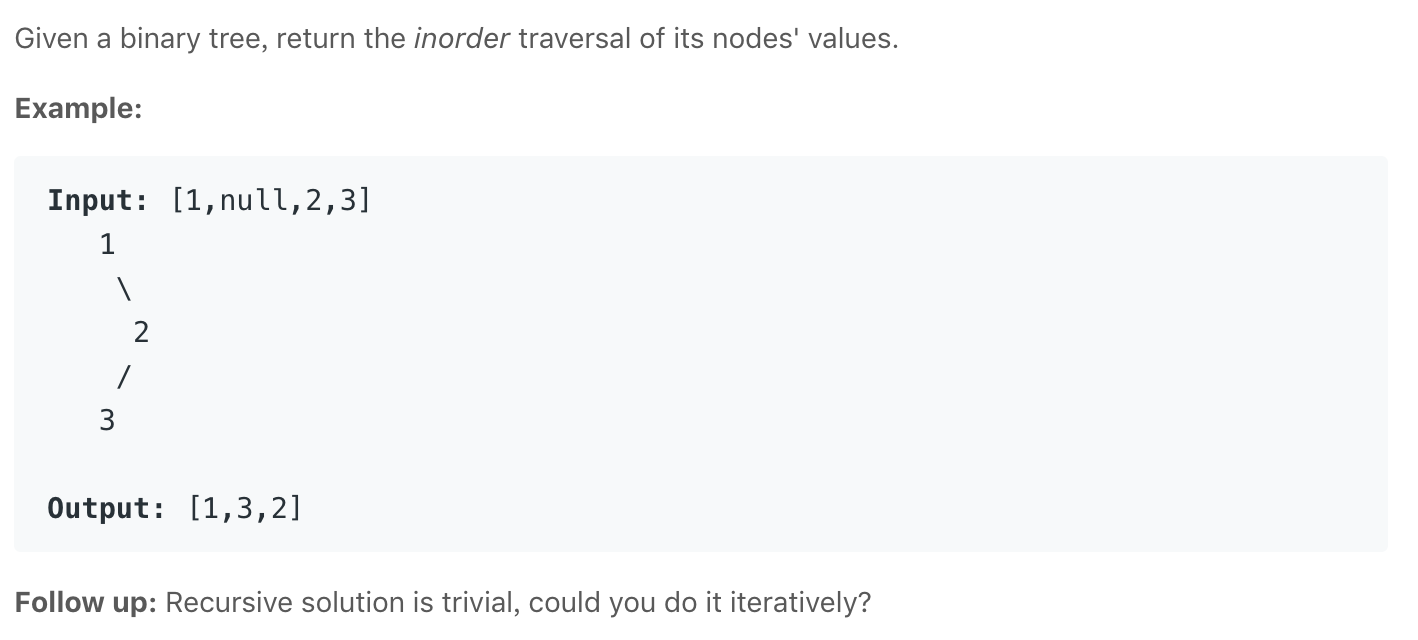 Given a binary tree, return the inorder traversal of its nodes' values.
Example:
Input: [1,null,2,3]
   1
    \
     2
    /
   3
Output: [1,3,2]
Follow up: Recursive solution is trivial, could you do it iteratively?